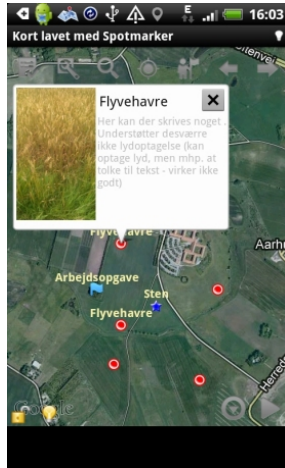 E
16:03
Kort lavet med Spotmarker
Flyvehavre
Her kan der skrives noget .
Understøtter desværre
ikke lydoptagelse (kan
optage lyd, men mhp. at
tolke til tekst - virker ikke
godt)
Flyvehavre
Aarh
Arbejdsopgave
Sten
Flyvehavre
Google